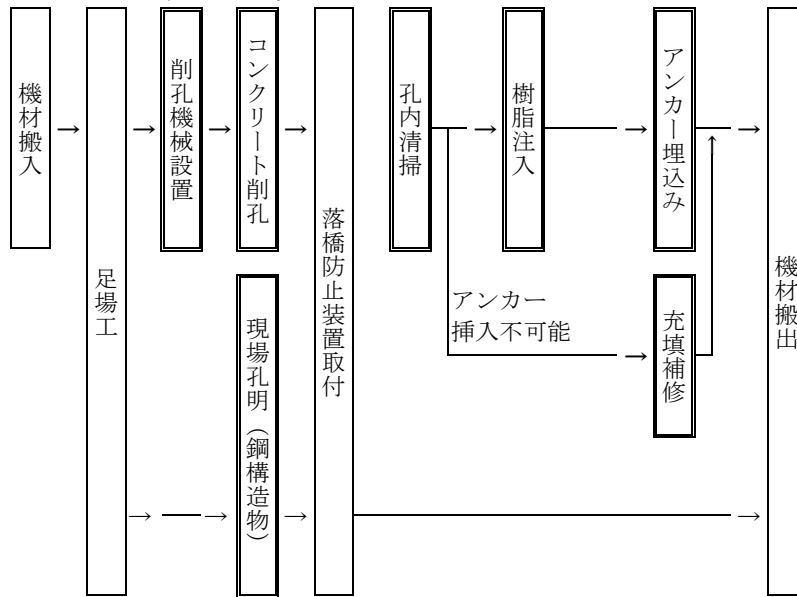 機材搬入
足場工
削孔機械設置
コンクリート削孔
現場孔明（鋼構造物）
落橋防止装置取付
孔内清掃
アンカー
挿入不可能
樹脂注入
アンカー埋込み
充填補修
機材搬出